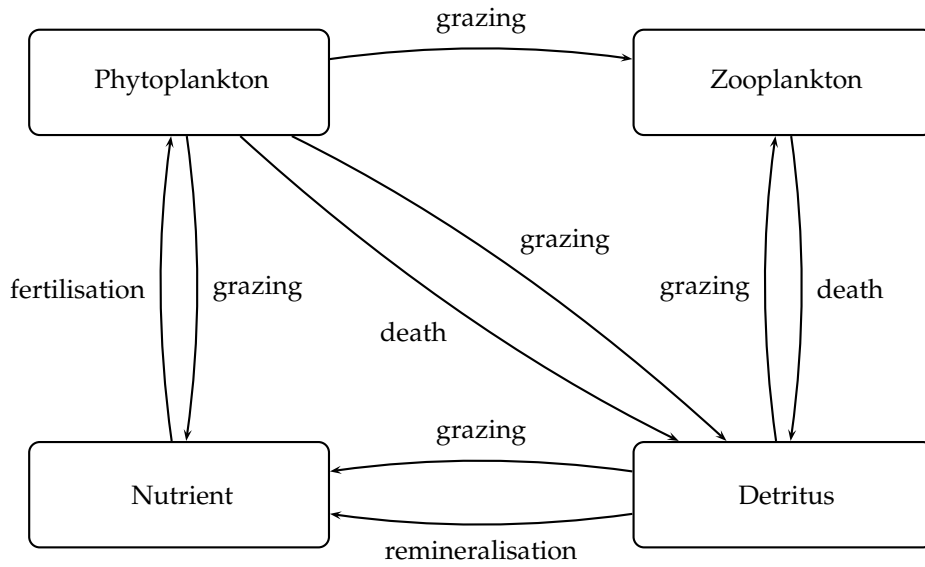 grazing
Phytoplankton
Zooplankton
grazing
fertilisation
grazing
grazing
death
death
grazing
Nutrient
Detritus
remineralisation